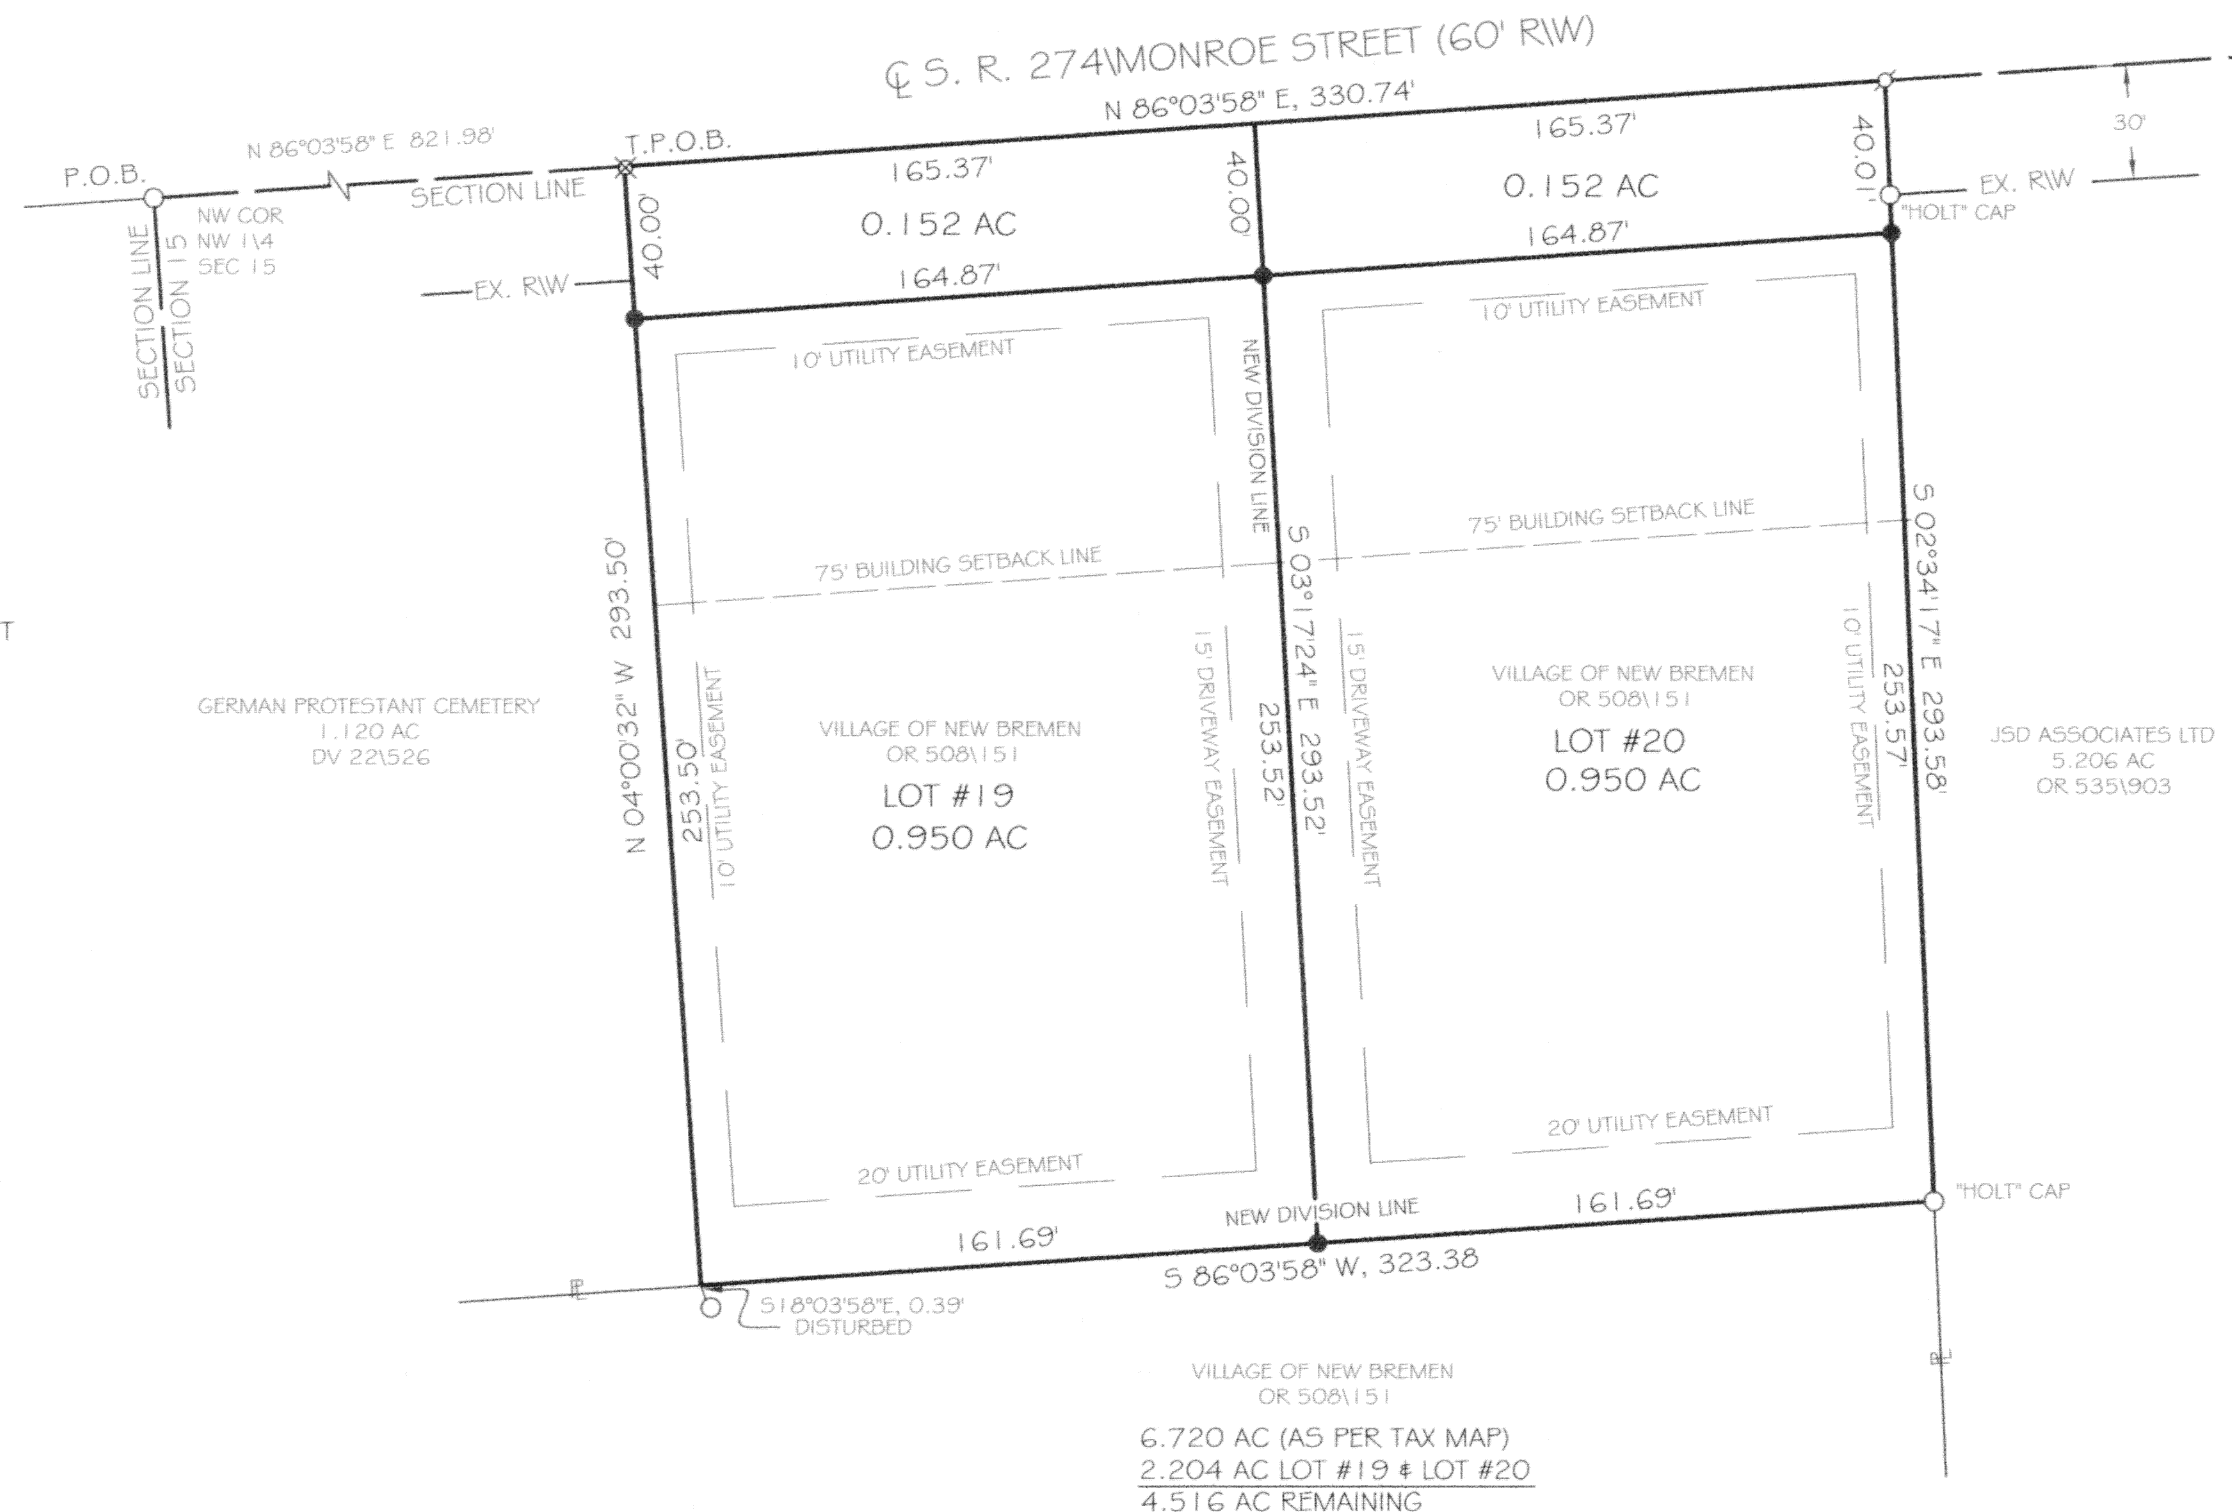 ℄ S. R. 274\MONROE STREET (60' R\W)
N 86°03'58" E, 330.74'
N 86°03'58" E 821.98'
P.O.B.
T.P.O.B.
SECTION LINE
NW COR
NW 1\4
SEC 15
SECTION LINE
SECTION 15
165.37'
0.152 AC
164.87'
40.00'
40.00'
165.37'
0.152 AC
164.87'
40.01'
30'
EX. R\W
"HOLT" CAP
EX. R\W
10' UTILITY EASEMENT
10' UTILITY EASEMENT
NEW DIVISION LINE
75' BUILDING SETBACK LINE
75' BUILDING SETBACK LINE
T
N 04°00'32" W 293.50'
253.50'
10' UTILITY EASEMENT
15' DRIVEWAY EASEMENT
S 03°17'24" E 293.52'
253.52'
15' DRIVEWAY EASEMENT
10' UTILITY EASEMENT
253.57'
S 02°34'17" E 293.58'
GERMAN PROTESTANT CEMETERY
1.120 AC
DV 22\526
VILLAGE OF NEW BREMEN
OR 508\151
LOT #19
0.950 AC
VILLAGE OF NEW BREMEN
OR 508\151
LOT #20
0.950 AC
JSD ASSOCIATES LTD
5.206 AC
OR 535\903
20' UTILITY EASEMENT
20' UTILITY EASEMENT
NEW DIVISION LINE
161.69'
161.69'
"HOLT" CAP
S 86°03'58" W, 323.38
PL
S18°03'58"E, 0.39'
DISTURBED
PL
VILLAGE OF NEW BREMEN
OR 508\151
6.720 AC (AS PER TAX MAP)
2.204 AC LOT #19 & LOT #20
4.516 AC REMAINING